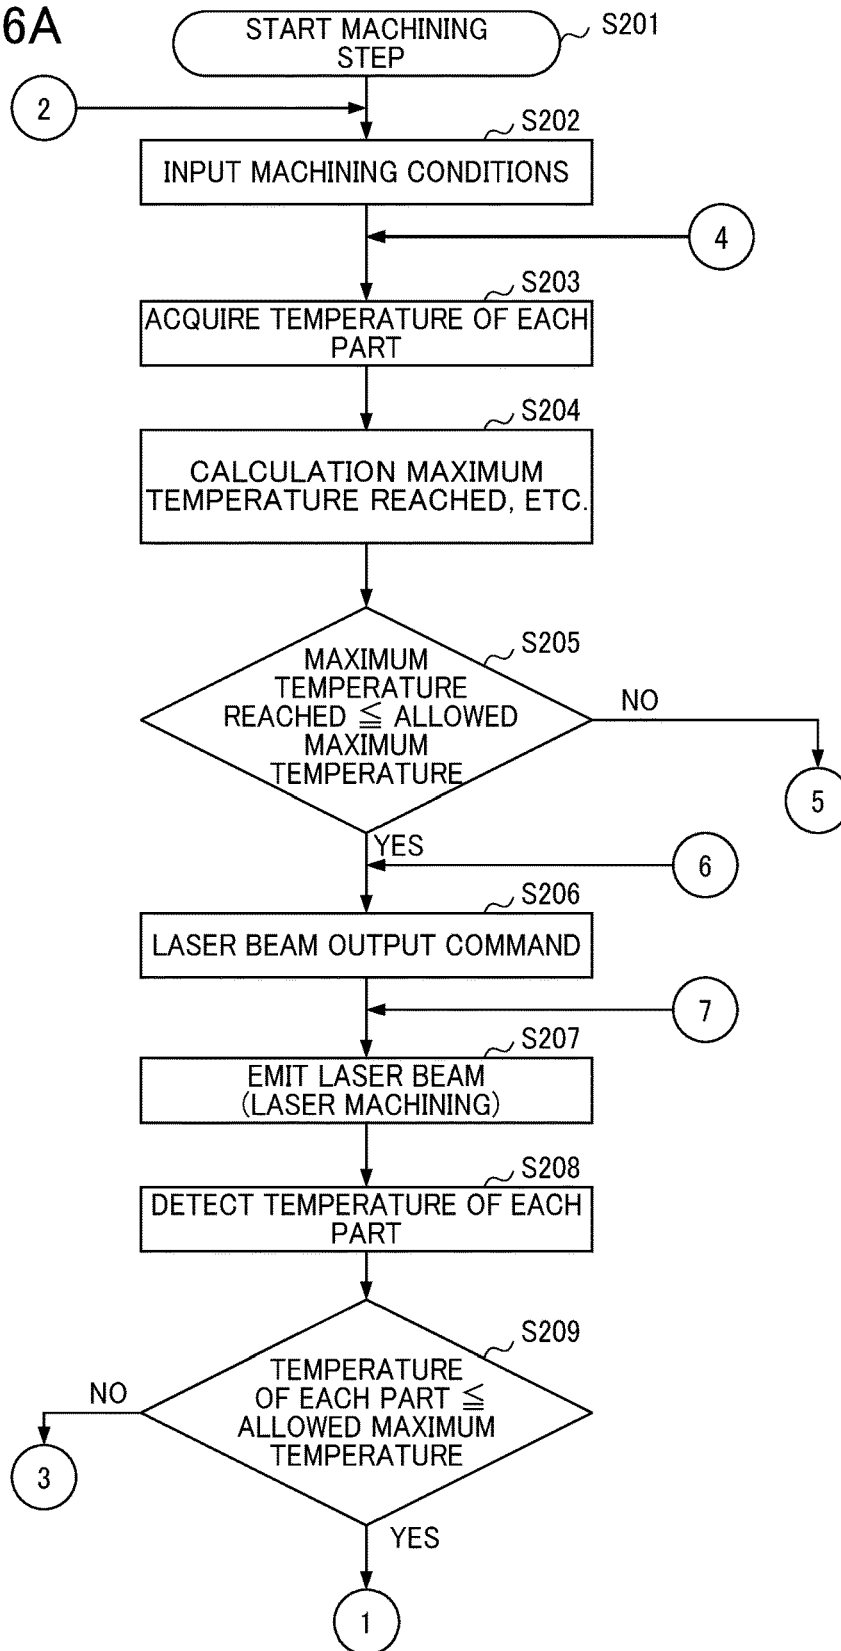 6A
START MACHINING
STEP
S201
2
S202
INPUT MACHINING CONDITIONS
4
S203
ACQUIRE TEMPERATURE OF EACH
PART
S204
CALCULATION MAXIMUM
TEMPERATURE REACHED, ETC.
S205
MAXIMUM
TEMPERATURE
REACHED ≦ ALLOWED
MAXIMUM
TEMPERATURE
NO
5
YES
6
S206
LASER BEAM OUTPUT COMMAND
7
S207
EMIT LASER BEAM
(LASER MACHINING)
S208
DETECT TEMPERATURE OF EACH
PART
S209
TEMPERATURE
OF EACH PART ≦
ALLOWED MAXIMUM
TEMPERATURE
NO
3
YES
1